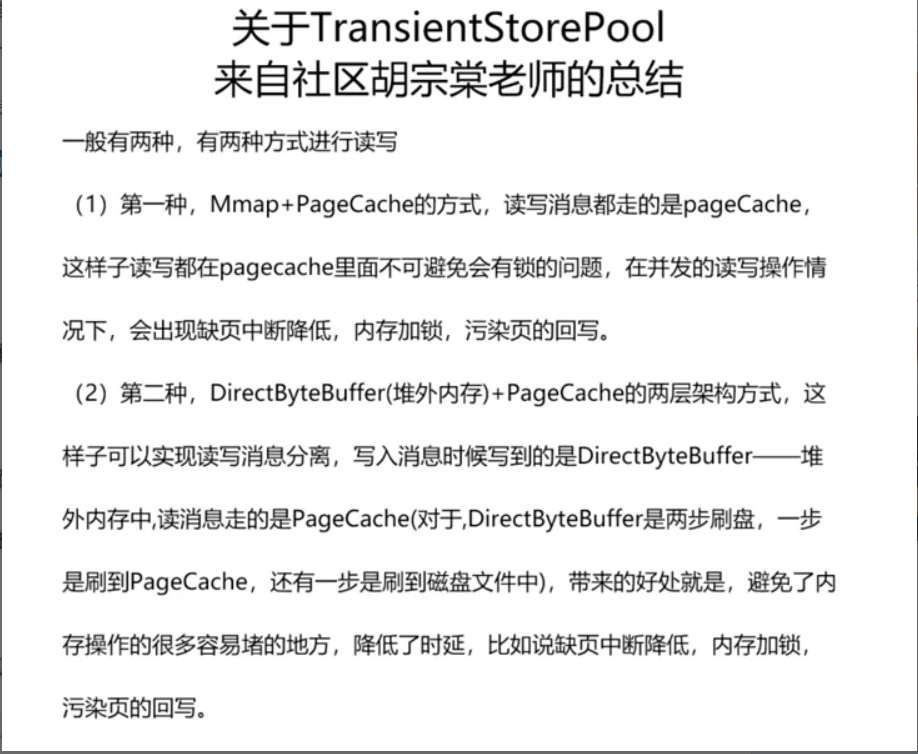 关于TransientStorePool
来自社区胡宗棠老师的总结
一般有两种，有两种方式进行读写
（1）第一种，Mmap+PageCache的方式，读写消息都走的是pageCache，
这样子读写都在pagecache里面不可避免会有锁的问题，在并发的读写操作情
况下，会出现缺页中断降低，内存加锁，污染页的回写。
（2）第二种，DirectByteBuffer(堆外内存)+PageCache的两层架构方式，这
样子可以实现读写消息分离，写入消息时候写到的是DirectByteBuffer——堆
外内存中,读消息走的是PageCache(对于,DirectByteBuffer是两步刷盘，一步
是刷到PageCache，还有一步是刷到磁盘文件中)，带来的好处就是，避免了内
存操作的很多容易堵的地方，降低了时延，比如说缺页中断降低，内存加锁，
污染页的回写。